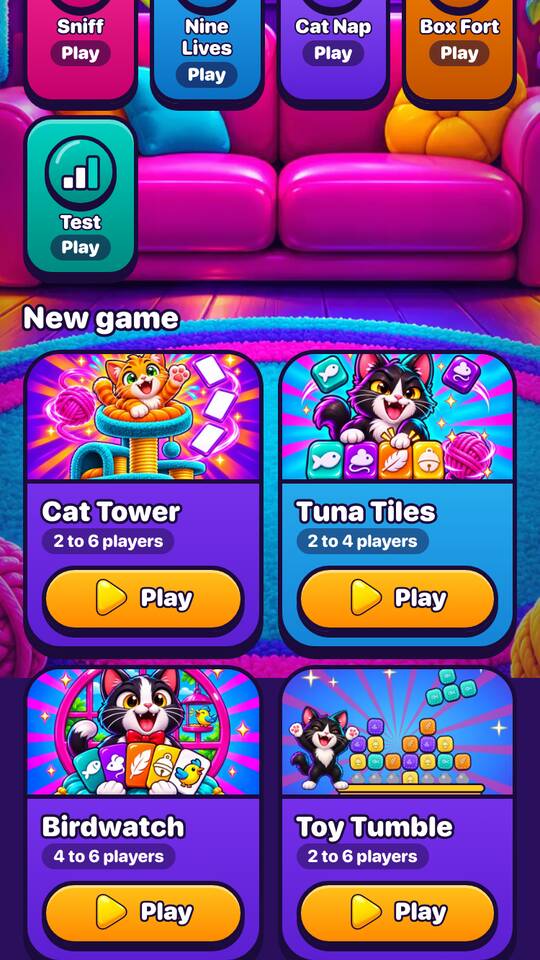 Sniff
Play
Nine
Lives
Play
Cat Nap
Play
Box Fort
Play
Test
Play
New game
Cat Tower
2 to 6 players
Play
Tuna Tiles
2 to 4 players
Play
Birdwatch
4 to 6 players
Play
Toy Tumble
2 to 6 players
Play